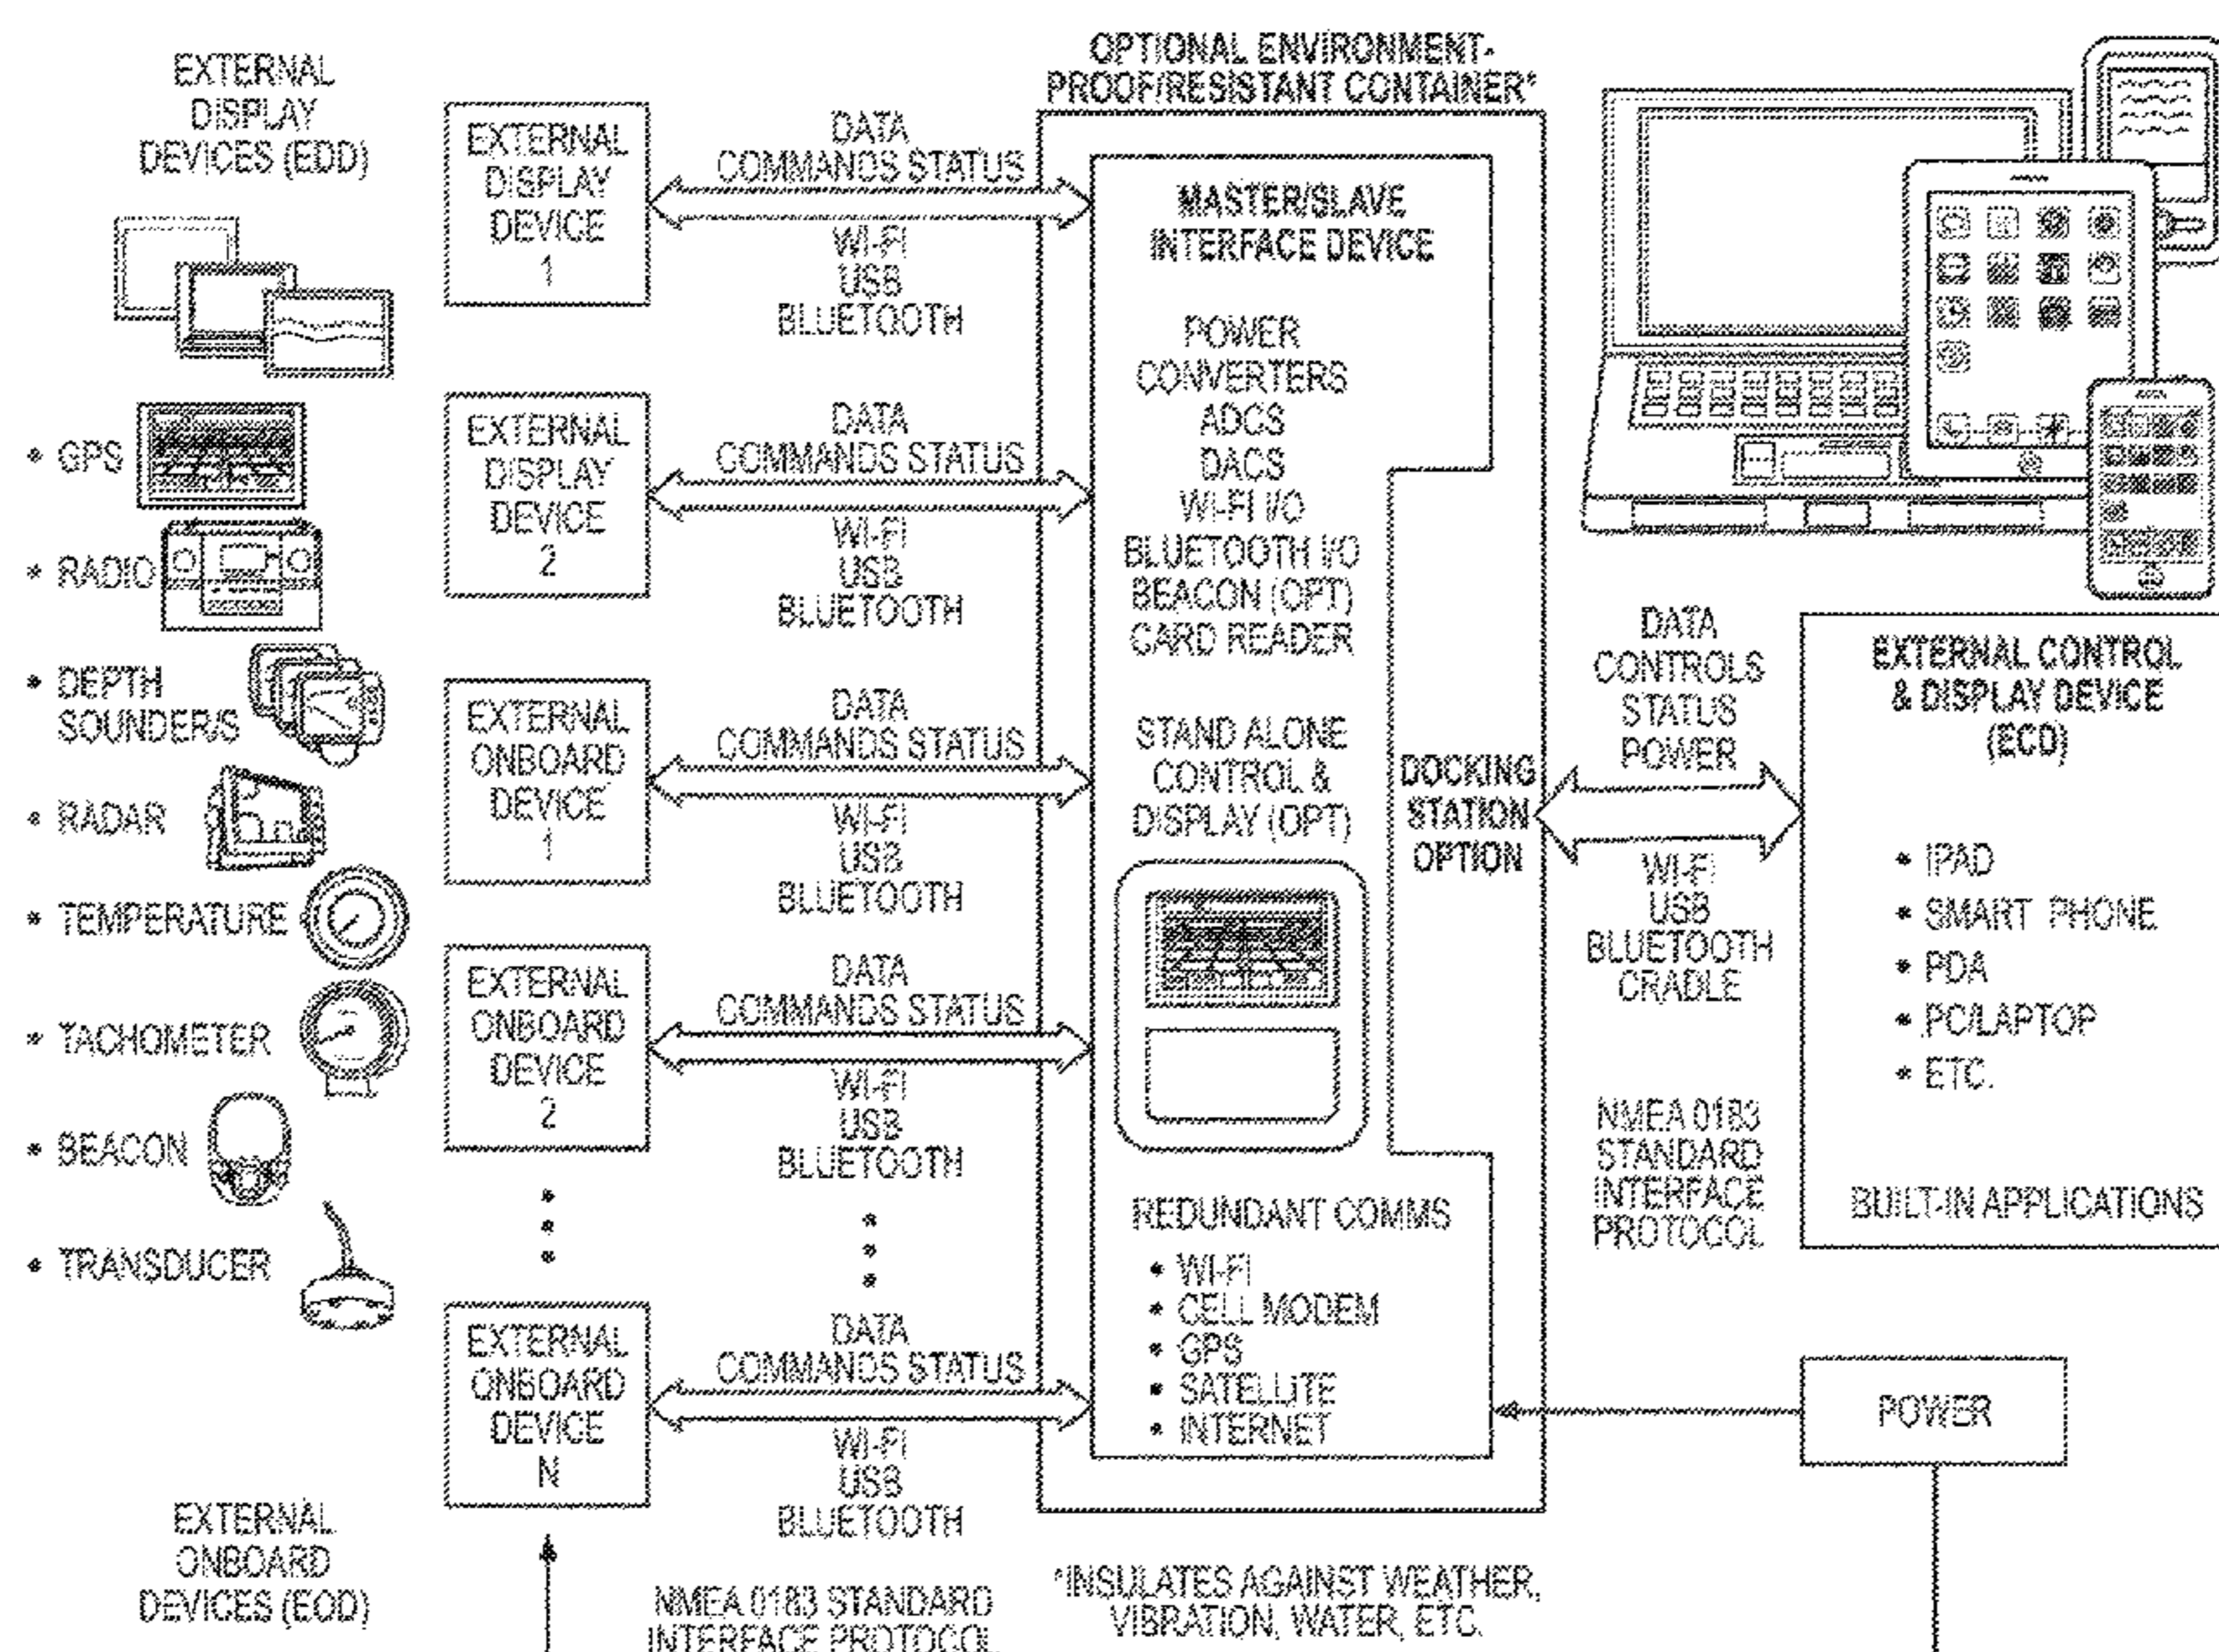 EXTERNAL
DISPLAY
DEVICES (EDD)
• GPS
• RADIO
• DEPTH
SOUNDER/S
• RADAR
• TEMPERATURE
• TACHOMETER
• BEACON
• TRANSDUCER
EXTERNAL
ONBOARD
DEVICES (EOD)
EXTERNAL
DISPLAY
DEVICE
1
EXTERNAL
DISPLAY
DEVICE
2
EXTERNAL
ONBOARD
DEVICE
1
EXTERNAL
ONBOARD
DEVICE
2
EXTERNAL
ONBOARD
DEVICE
N
DATA
COMMANDS STATUS
WI-FI
USB
BLUETOOTH
DATA
COMMANDS STATUS
WI-FI
USB
BLUETOOTH
DATA
COMMANDS STATUS
WI-FI
USB
BLUETOOTH
DATA
COMMANDS STATUS
WI-FI
USB
BLUETOOTH
DATA
COMMANDS STATUS
WI-FI
USB
BLUETOOTH
NMEA 0183 STANDARD
INTERFACE PROTOCOL
OPTIONAL ENVIRONMENT-
PROOF/RESISTANT CONTAINER*
MASTER/SLAVE
INTERFACE DEVICE
POWER
CONVERTERS
ADCS
DACS
WI-FI I/O
BLUETOOTH I/O
BEACON (OPT)
CARD READER
STAND ALONE
CONTROL &
DISPLAY (OPT)
REDUNDANT COMMS
• WI-FI
• CELL MODEM
• GPS
• SATELLITE
• INTERNET
DOCKING
STATION
OPTION
*INSULATES AGAINST WEATHER,
VIBRATION, WATER, ETC.
DATA
CONTROLS
STATUS
POWER
WI-FI
USB
BLUETOOTH
CRADLE
NMEA 0183
STANDARD
INTERFACE
PROTOCOL
EXTERNAL CONTROL
& DISPLAY DEVICE
(ECD)
• IPAD
• SMART PHONE
• PDA
• PC/LAPTOP
• ETC.
BUILT-IN APPLICATIONS
POWER